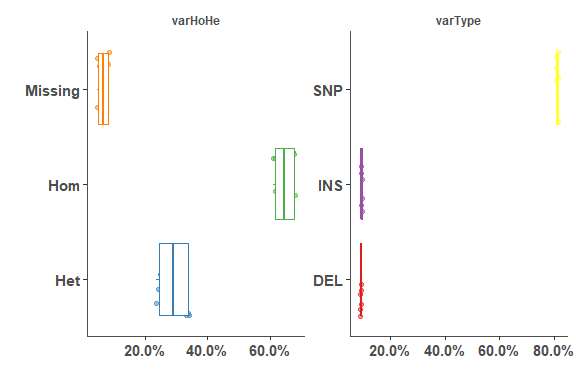 varHoHe
varType
Missing
Hom
Het
SNP
INS
DEL
20.0% 40.0% 60.0%
20.0% 40.0% 60.0% 80.0%